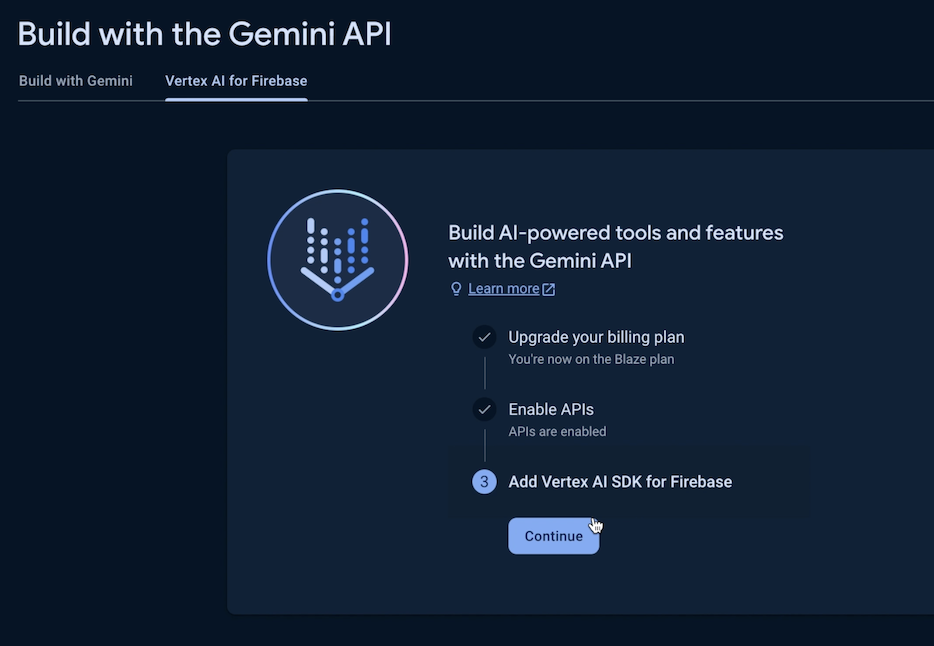 Build with the Gemini API
Build with Gemini
Vertex AI for Firebase
Build AI-powered tools and features
with the Gemini API
Learn more
Upgrade your billing plan
You're now on the Blaze plan
Enable APIs
APIs are enabled
3 Add Vertex AI SDK for Firebase
Continue